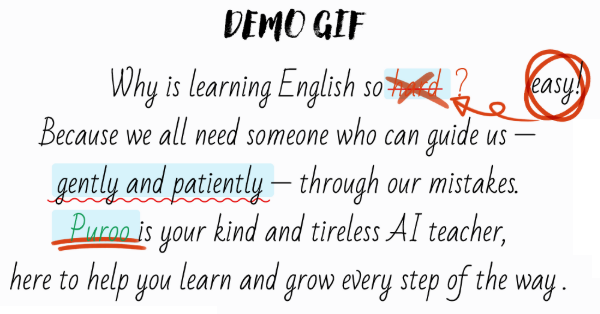 DEMO GIF
Why is learning English so hard ? easy!
Because we all need someone who can guide us —
gently and patiently — through our mistakes.
Puroo is your kind and tireless AI teacher,
here to help you learn and grow every step of the way.